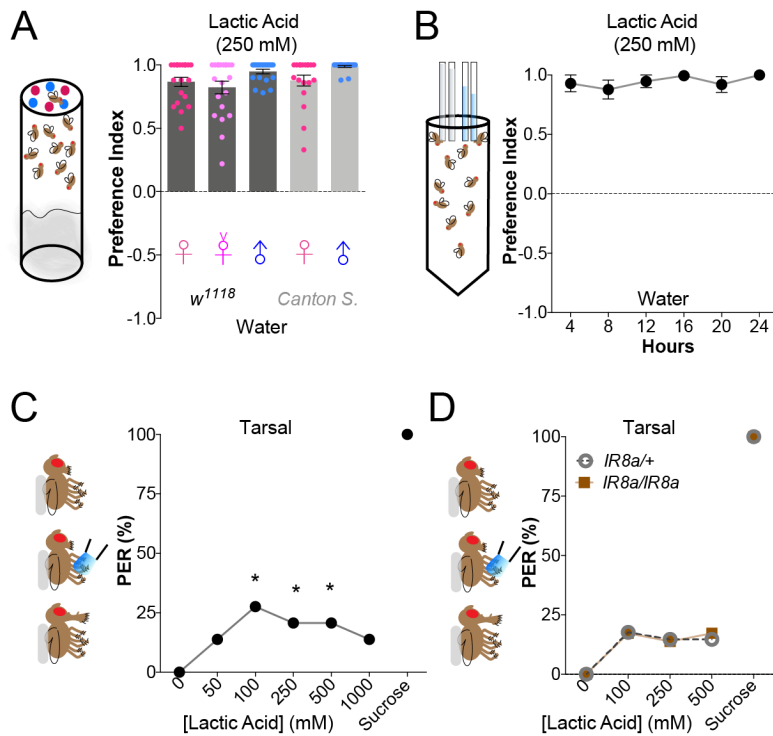 A
Lactic Acid
(250 mM)
Preference Index
1.0
0.5
0.0
-0.5
-1.0
♀
♀
♂
♀
♂
w1118
Canton S.
Water
B
Lactic Acid
(250 mM)
Preference Index
1.0
0.5
0.0
-0.5
-1.0
Water
4 8 12 16 20 24
Hours
C
Tarsal
PER (%)
100
75
50
25
0
* * *
0 50 100 250 500 1000 Sucrose
[Lactic Acid] (mM)
D
Tarsal
IR8a/+
IR8a/IR8a
PER (%)
100
75
50
25
0
0 100 250 500 Sucrose
[Lactic Acid] (mM)